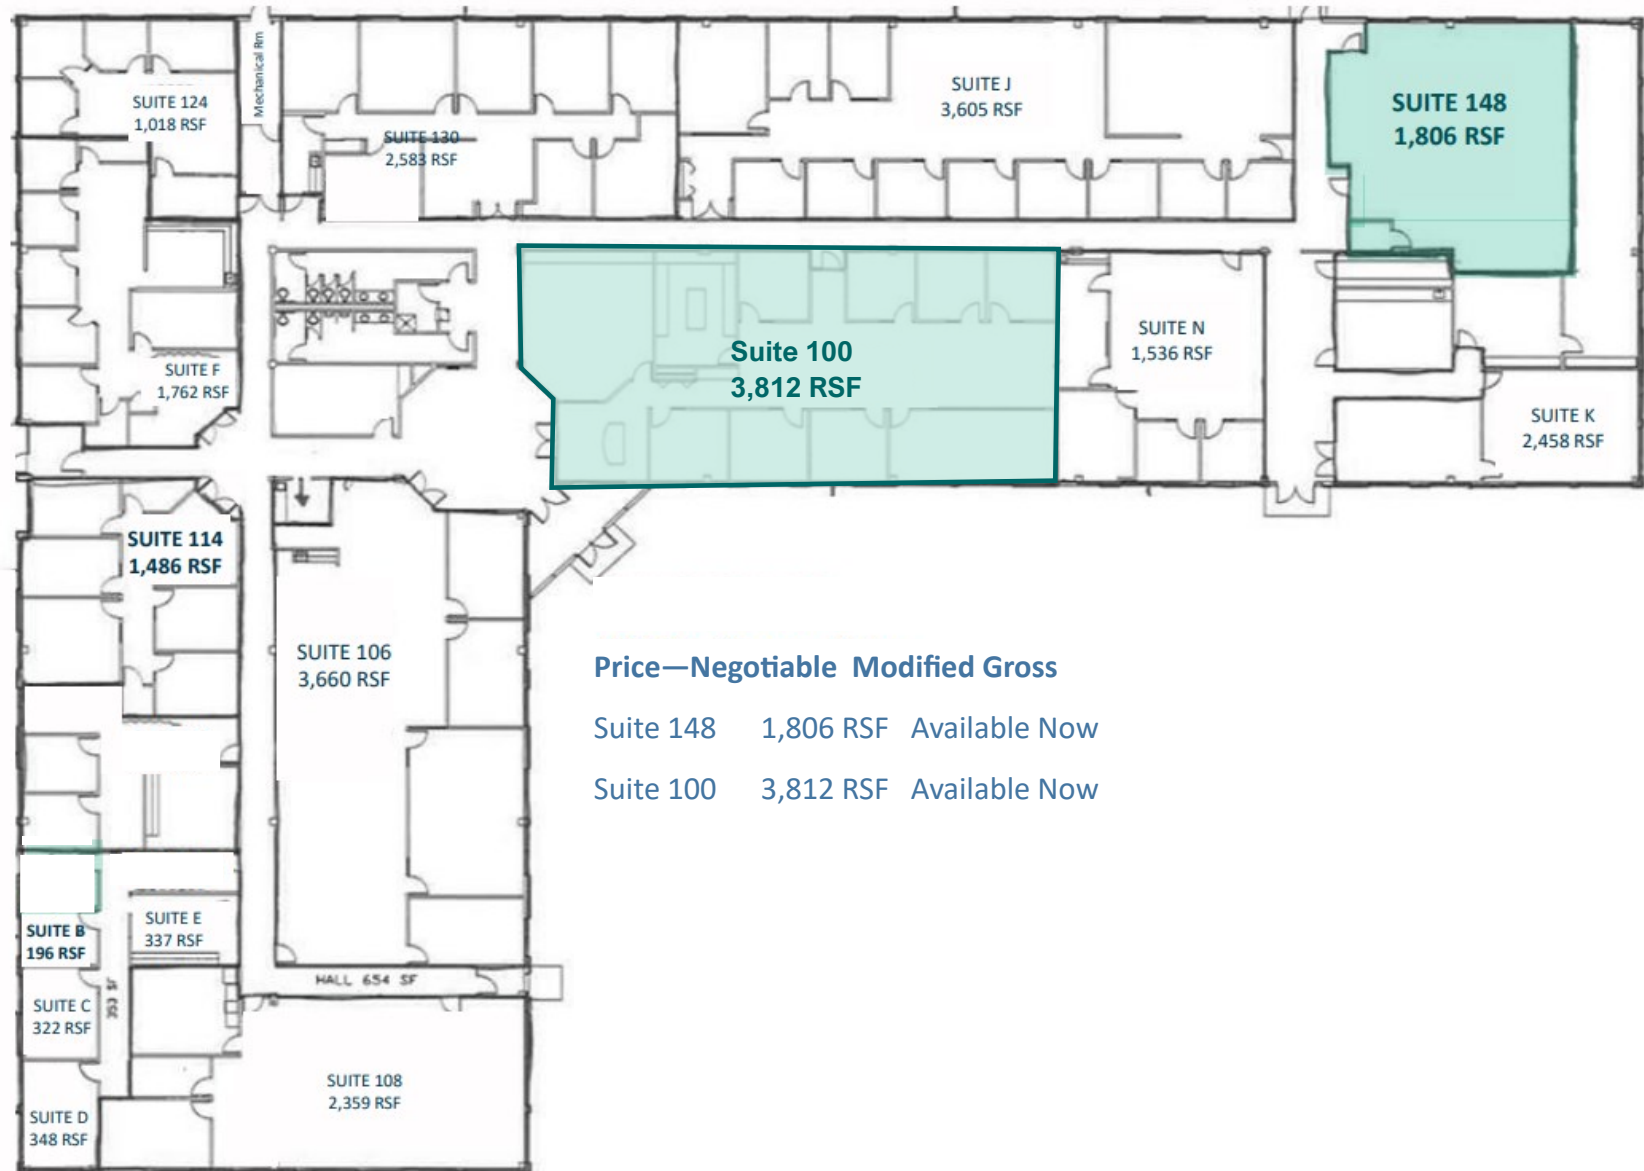 Mechanical Rm
SUITE 124
1,018 RSF
SUITE 130
2,583 RSF
SUITE J
3,605 RSF
SUITE 148
1,806 RSF
SUITE F
1,762 RSF
Suite 100
3,812 RSF
SUITE N
1,536 RSF
SUITE K
2,458 RSF
SUITE 114
1,486 RSF
SUITE 106
3,660 RSF
Price—Negotiable Modified Gross
Suite 148 1,806 RSF Available Now
Suite 100 3,812 RSF Available Now
SUITE B
196 RSF
SUITE E
337 RSF
HALL 654 SF
SUITE C
322 RSF
353 SF
SUITE 108
2,359 RSF
SUITE D
348 RSF